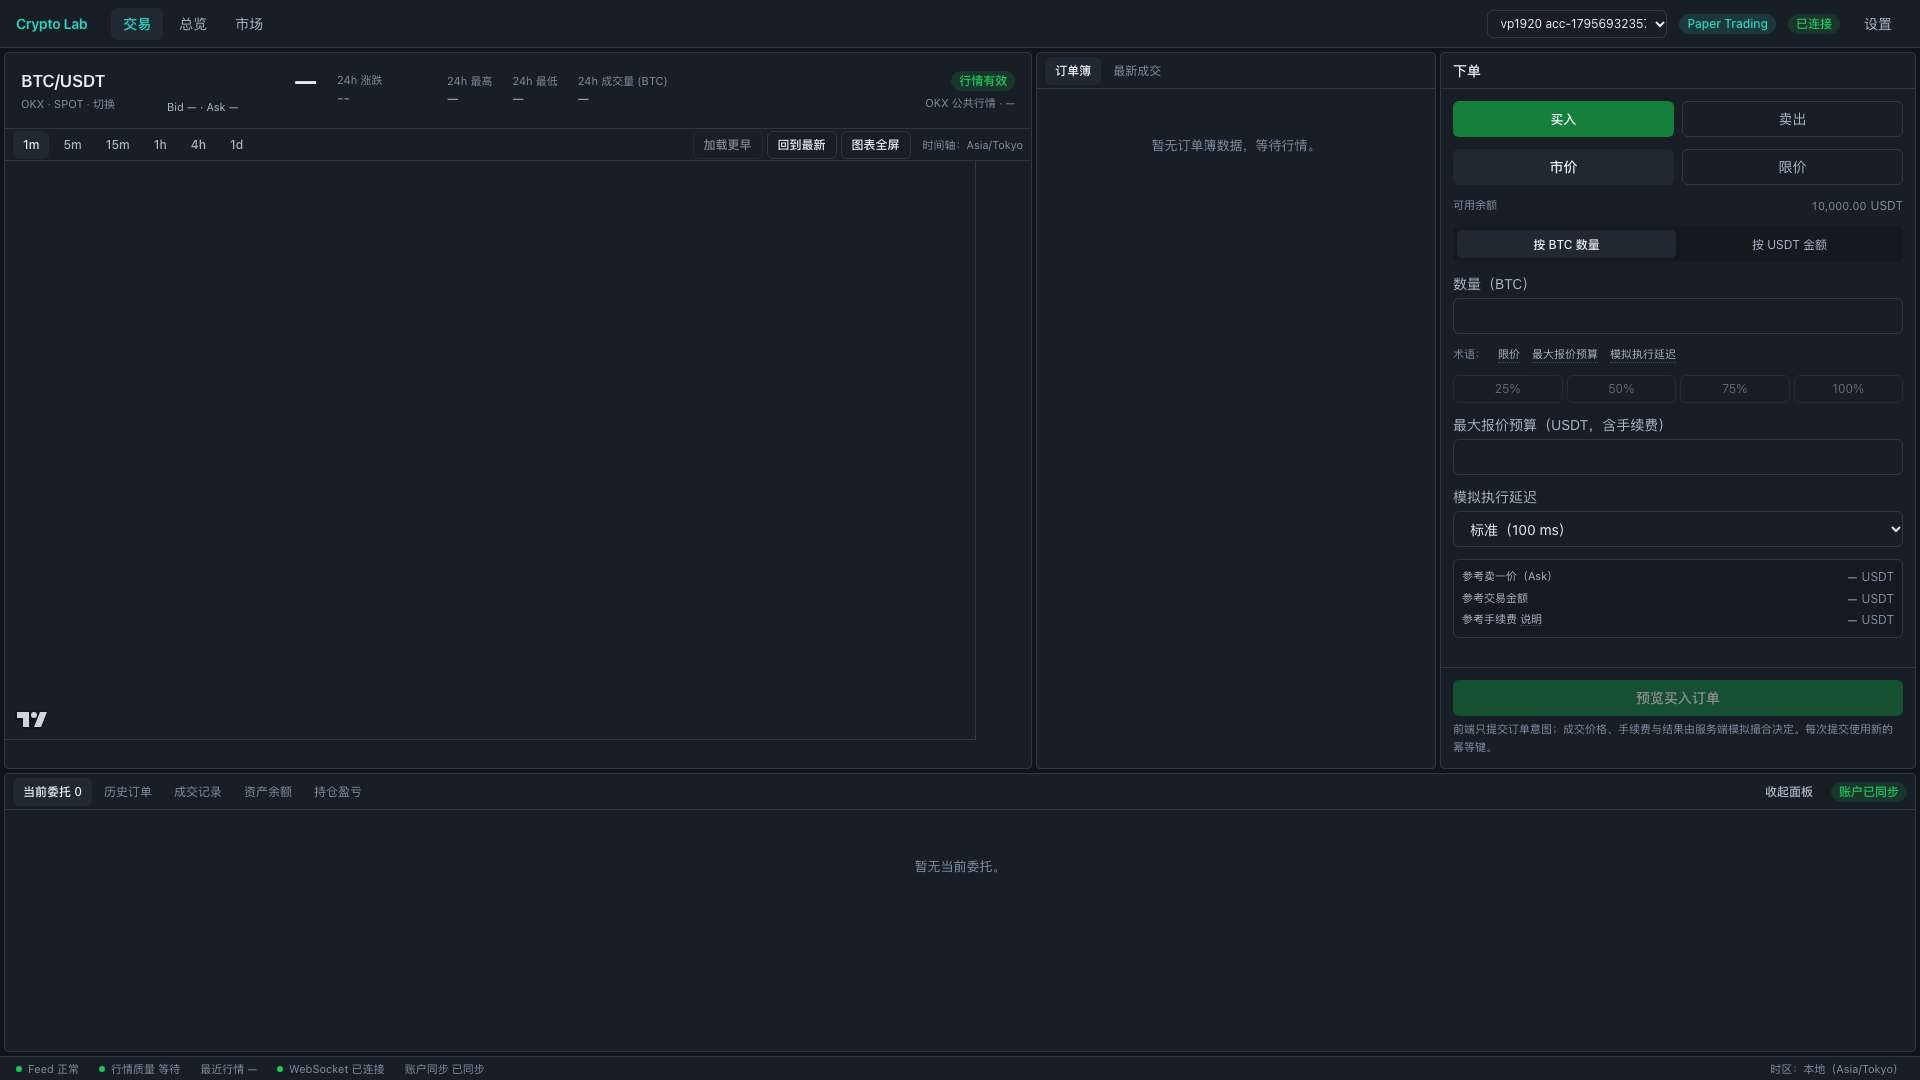 Crypto Lab 交易 总览 市场 vp1920 acc-1795693235 Paper Trading 已连接 设置
BTC/USDT
OKX · SPOT · 切换
Bid — · Ask —
—
24h 涨跌
--
24h 最高
—
24h 最低
—
24h 成交量 (BTC)
—
行情有效
OKX 公共行情 · —
1m 5m 15m 1h 4h 1d 加载更早 回到最新 图表全屏 时间轴：Asia/Tokyo
订单簿 最新成交
暂无订单簿数据，等待行情。
下单
买入 卖出
市价 限价
可用余额 10,000.00 USDT
按 BTC 数量 按 USDT 金额
数量（BTC）
术语： 限价 最大报价预算 模拟执行延迟
25% 50% 75% 100%
最大报价预算（USDT，含手续费）
模拟执行延迟
标准（100 ms）
参考卖一价（Ask） — USDT
参考交易金额 — USDT
参考手续费 说明 — USDT
预览买入订单
前端只提交订单意图；成交价格、手续费与结果由服务端模拟撮合决定。每次提交使用新的
幂等键。
当前委托 0 历史订单 成交记录 资产余额 持仓盈亏 收起面板 账户已同步
暂无当前委托。
Feed 正常 行情质量 等待 最近行情 — WebSocket 已连接 账户同步 已同步 时区：本地（Asia/Tokyo）